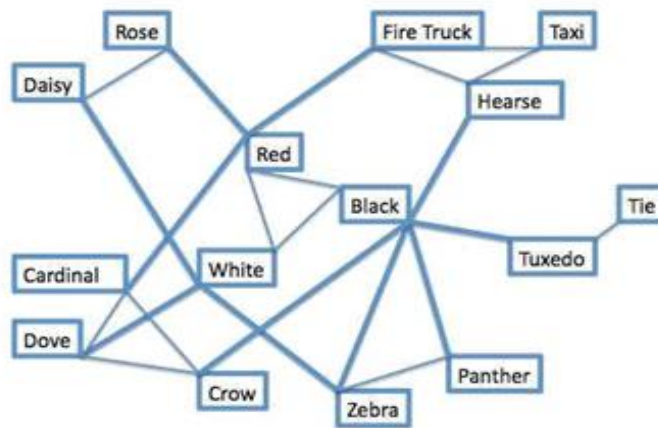 Rose
Fire Truck
Taxi
Daisy
Hearse
Red
Black
Tie
Tuxedo
Cardinal
White
Dove
Crow
Zebra
Panther